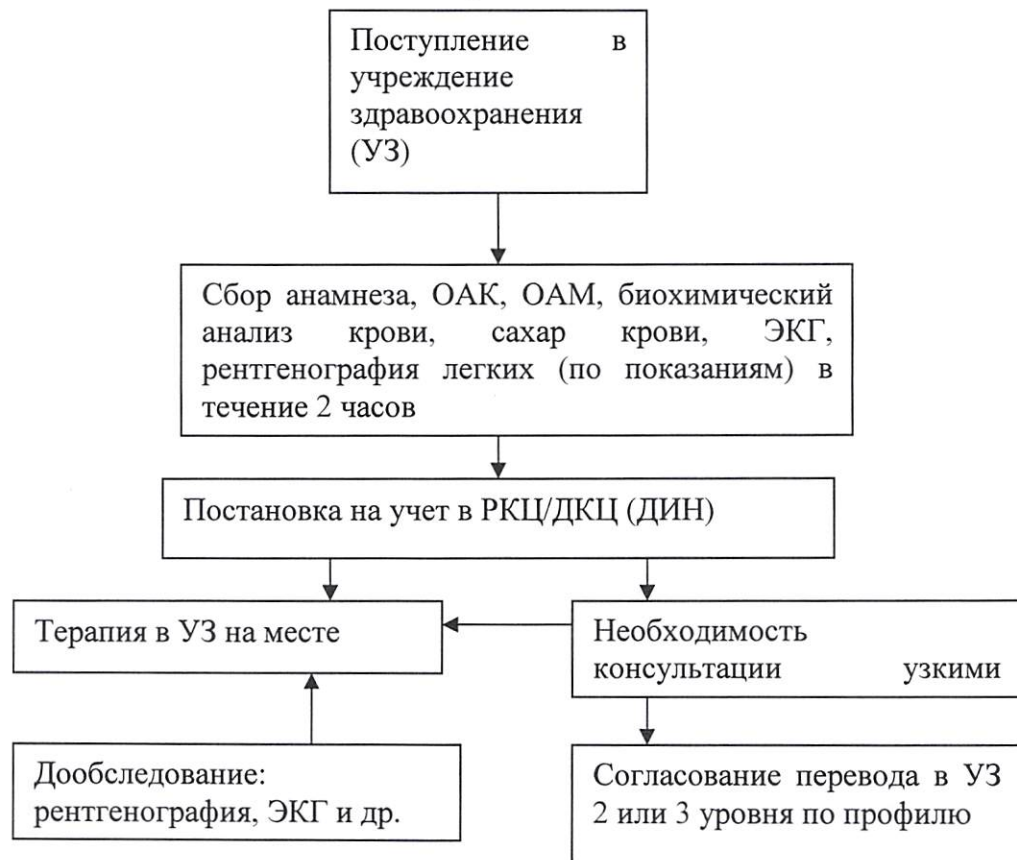 Поступление в
учреждение
здравоохранения
(УЗ)
Сбор анамнеза, ОАК, ОАМ, биохимический
анализ крови, сахар крови, ЭКГ,
рентгенография легких (по показаниям) в
течение 2 часов
Постановка на учет в РКЦ/ДКЦ (ДИН)
Терапия в УЗ на месте
Необходимость
консультации узкими
Дообследование:
рентгенография, ЭКГ и др.
Согласование перевода в УЗ
2 или 3 уровня по профилю